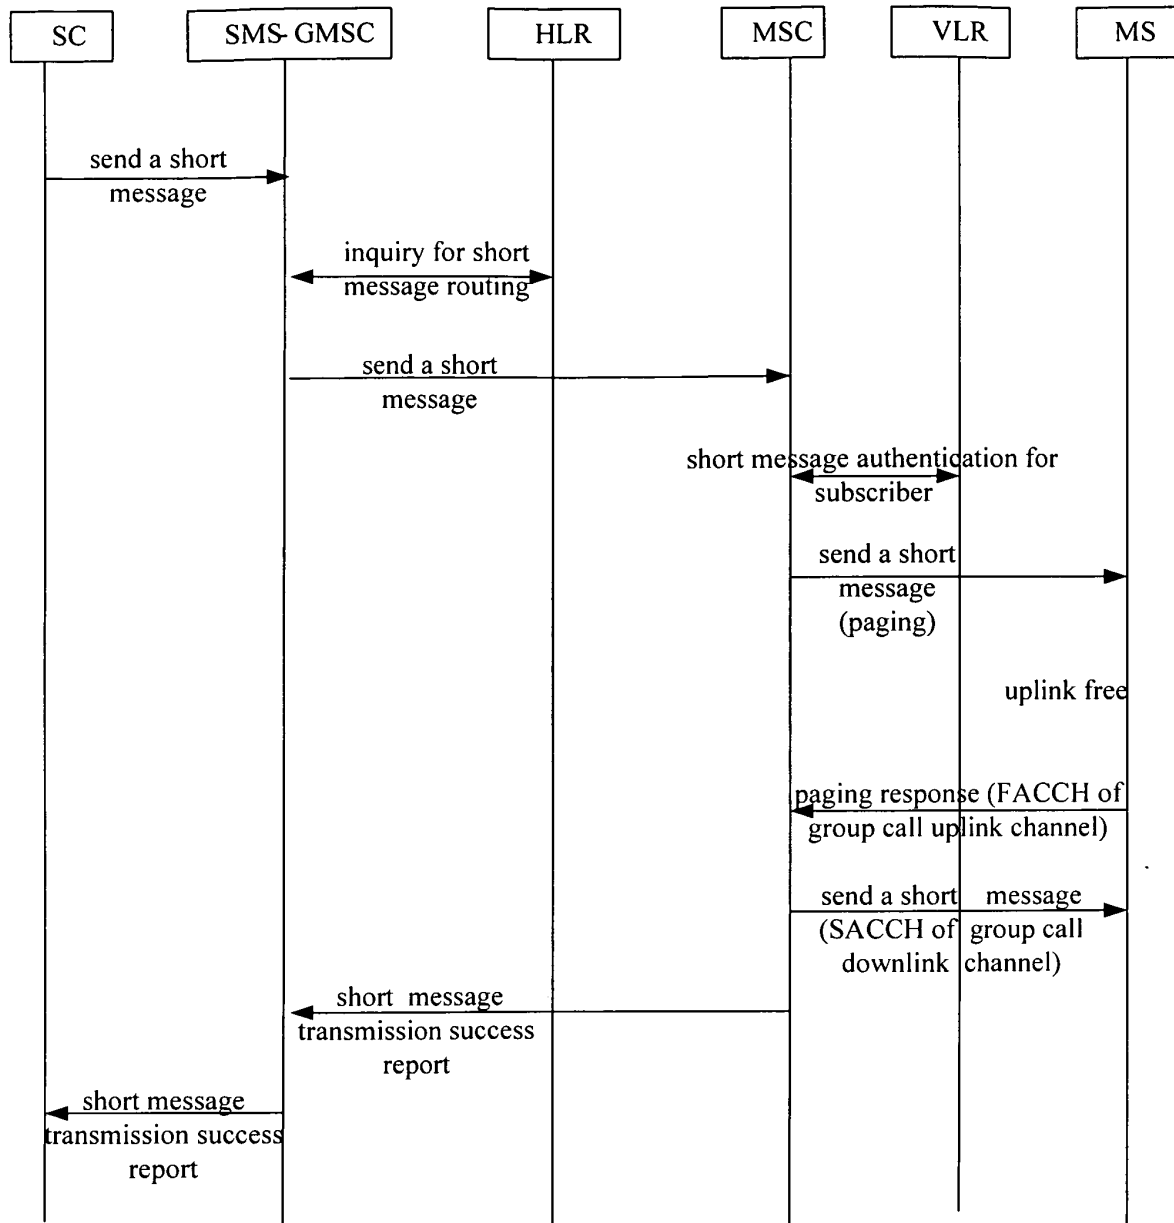 SC
SMS-GMSC
HLR
MSC
VLR
MS
send a short
message
inquiry for short
message routing
send a short
message
short message authentication for
subscriber
send a short
message
(paging)
uplink free
paging response (FACCH of
group call uplink channel)
send a short message
(SACCH of group call
downlink channel)
short message
transmission success
report
short message
transmission success
report